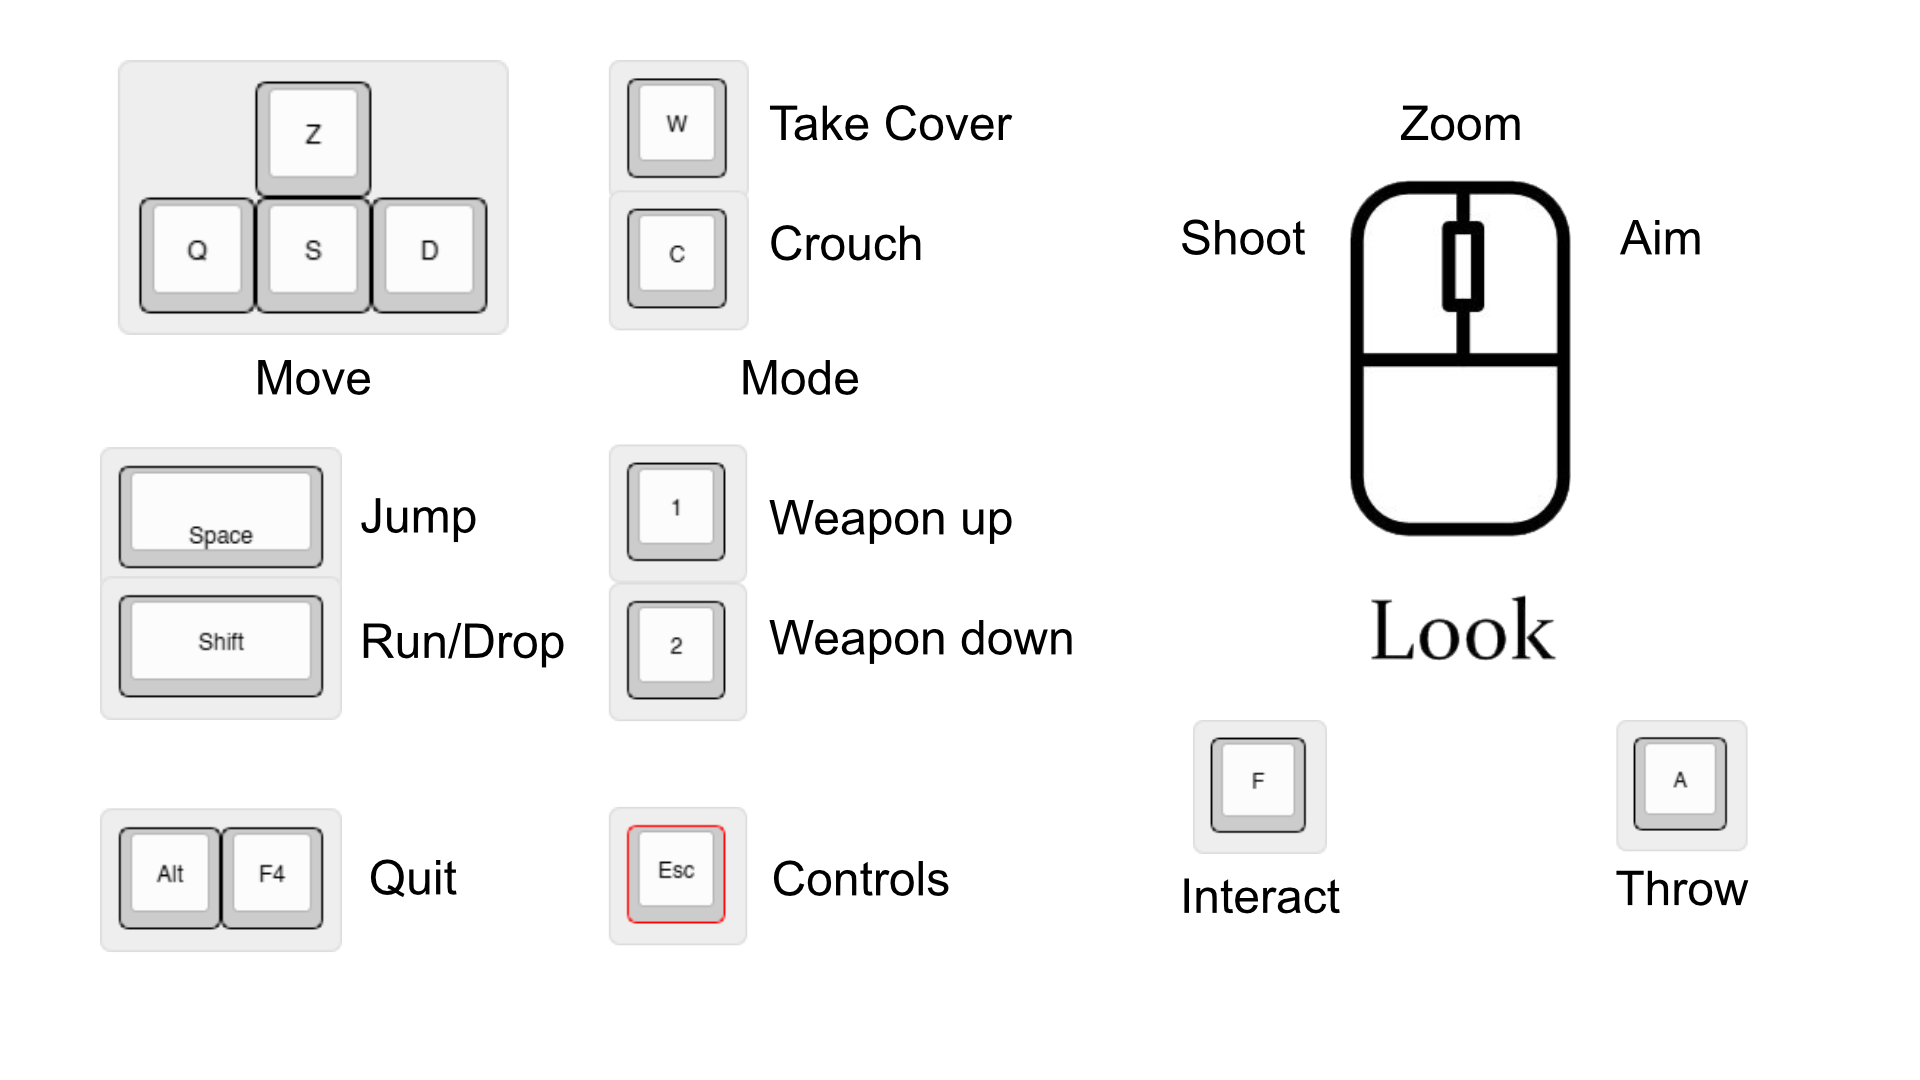 Z
Q S D
Move
W Take Cover
C Crouch
Mode
Space Jump
Shift Run/Drop
1 Weapon up
2 Weapon down
Alt F4 Quit
Esc Controls
Zoom
Shoot Aim
Look
F
Interact
A
Throw